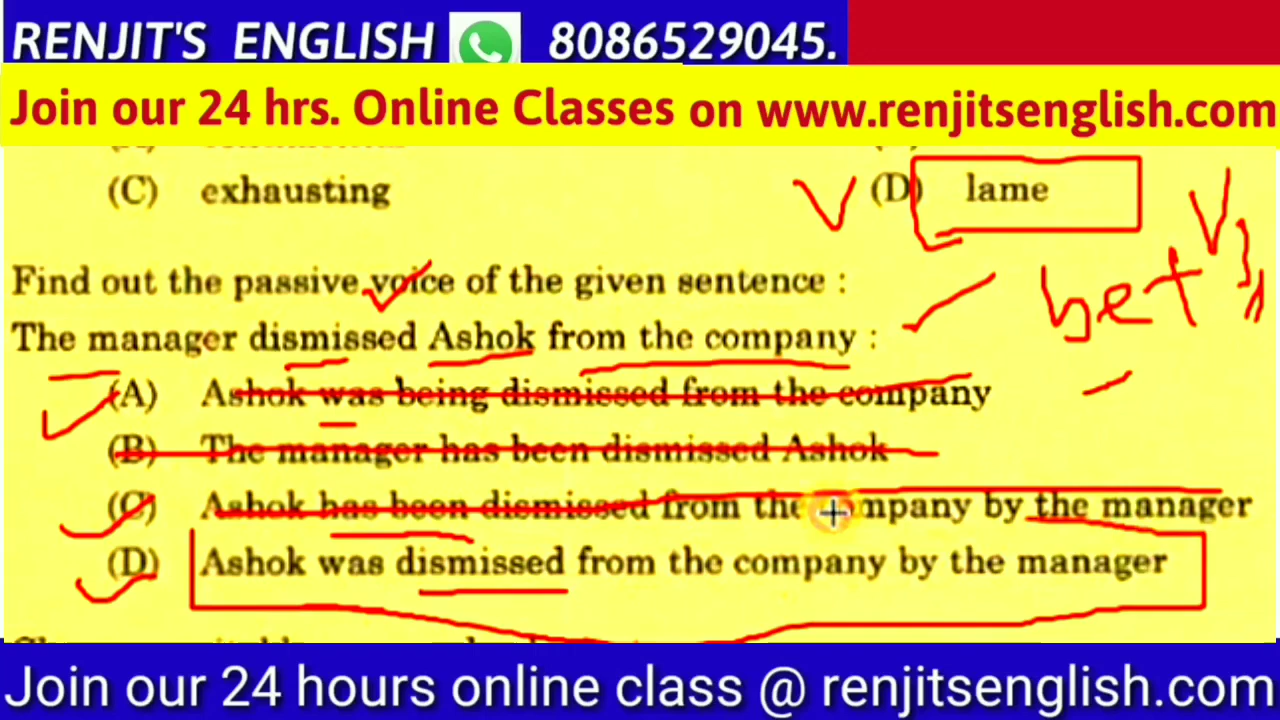 RENJIT'S ENGLISH 8086529045.
Join our 24 hrs. Online Classes on www.renjitsenglish.com
(C) exhausting (D) lame
Find out the passive voice of the given sentence :
The manager dismissed Ashok from the company :
(A) Ashok was being dismissed from the company
(B) The manager has been dismissed Ashok
(C) Ashok has been dismissed from the company by the manager
(D) Ashok was dismissed from the company by the manager
Join our 24 hours online class @ renjitsenglish.com